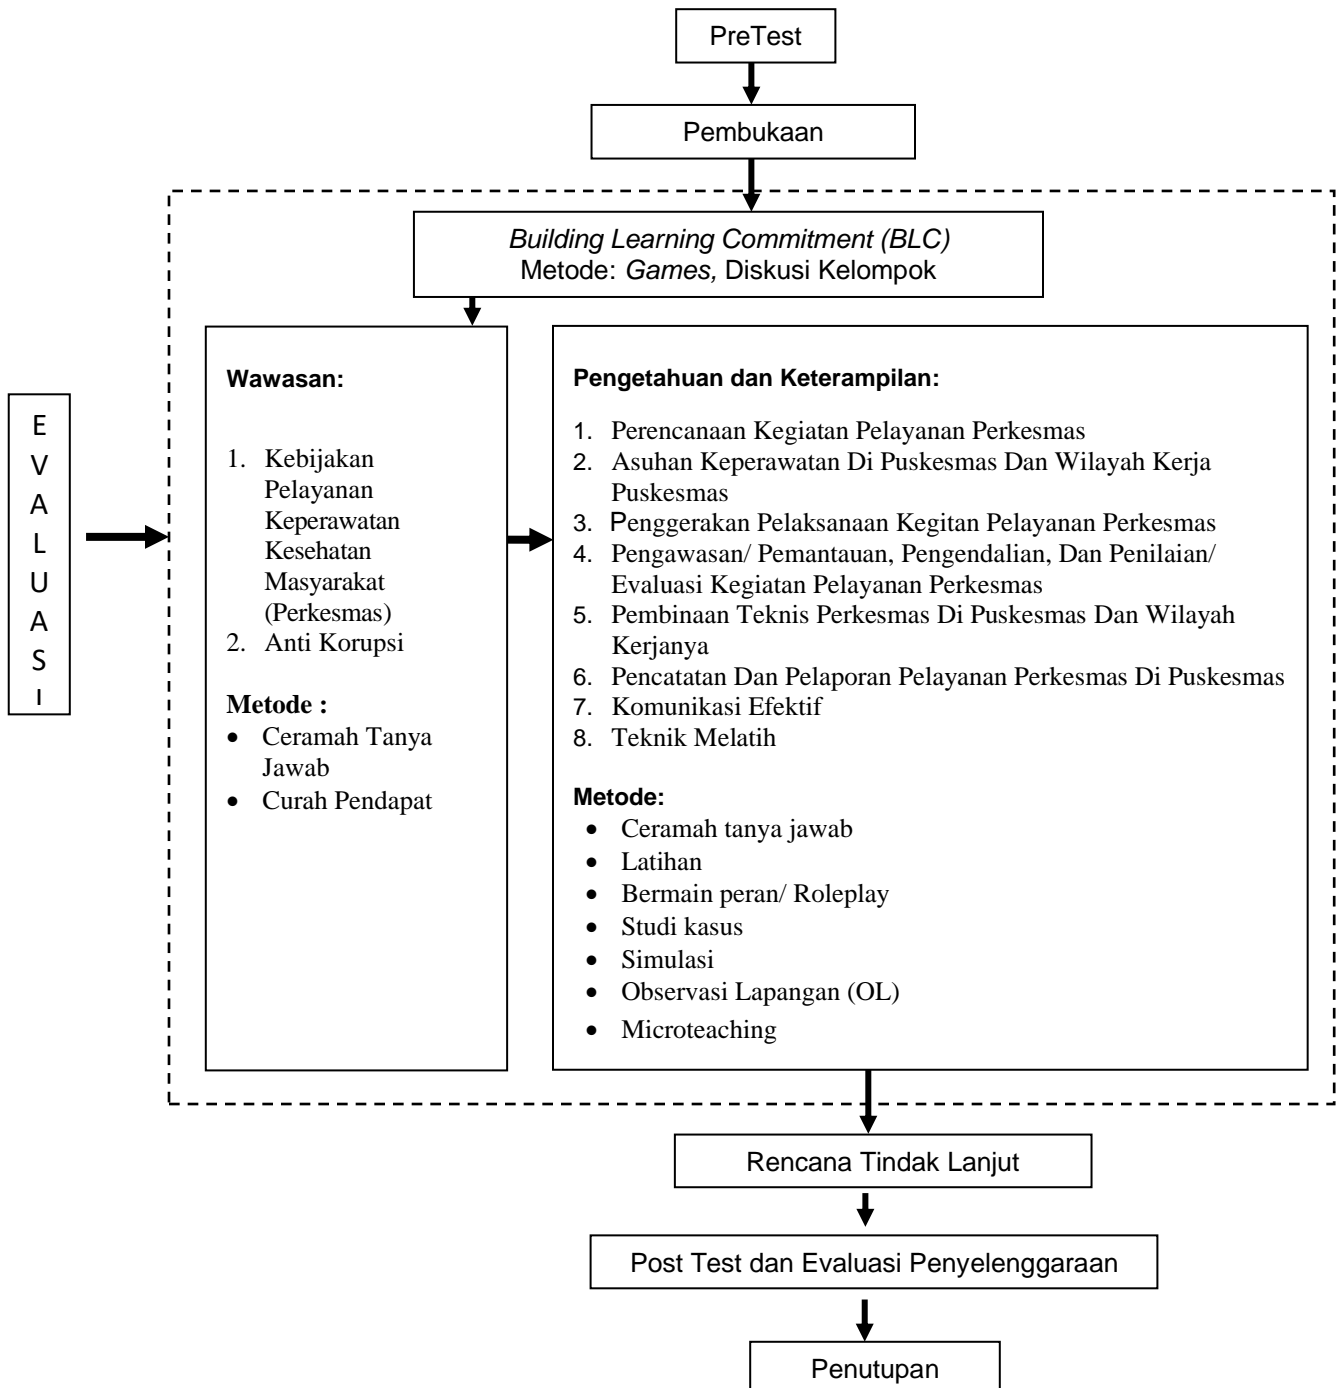 PreTest
Pembukaan
Building Learning Commitment (BLC)
Metode: Games, Diskusi Kelompok
E
V
A
L
U
A
S
I
Wawasan:
1. Kebijakan
Pelayanan
Keperawatan
Kesehatan
Masyarakat
(Perkesmas)
2. Anti Korupsi
Metode :
• Ceramah Tanya
Jawab
• Curah Pendapat
Pengetahuan dan Keterampilan:
1. Perencanaan Kegiatan Pelayanan Perkesmas
2. Asuhan Keperawatan Di Puskesmas Dan Wilayah Kerja
Puskesmas
3. Penggerakan Pelaksanaan Kegitan Pelayanan Perkesmas
4. Pengawasan/ Pemantauan, Pengendalian, Dan Penilaian/
Evaluasi Kegiatan Pelayanan Perkesmas
5. Pembinaan Teknis Perkesmas Di Puskesmas Dan Wilayah
Kerjanya
6. Pencatatan Dan Pelaporan Pelayanan Perkesmas Di Puskesmas
7. Komunikasi Efektif
8. Teknik Melatih
Metode:
• Ceramah tanya jawab
• Latihan
• Bermain peran/ Roleplay
• Studi kasus
• Simulasi
• Observasi Lapangan (OL)
• Microteaching
Rencana Tindak Lanjut
Post Test dan Evaluasi Penyelenggaraan
Penutupan